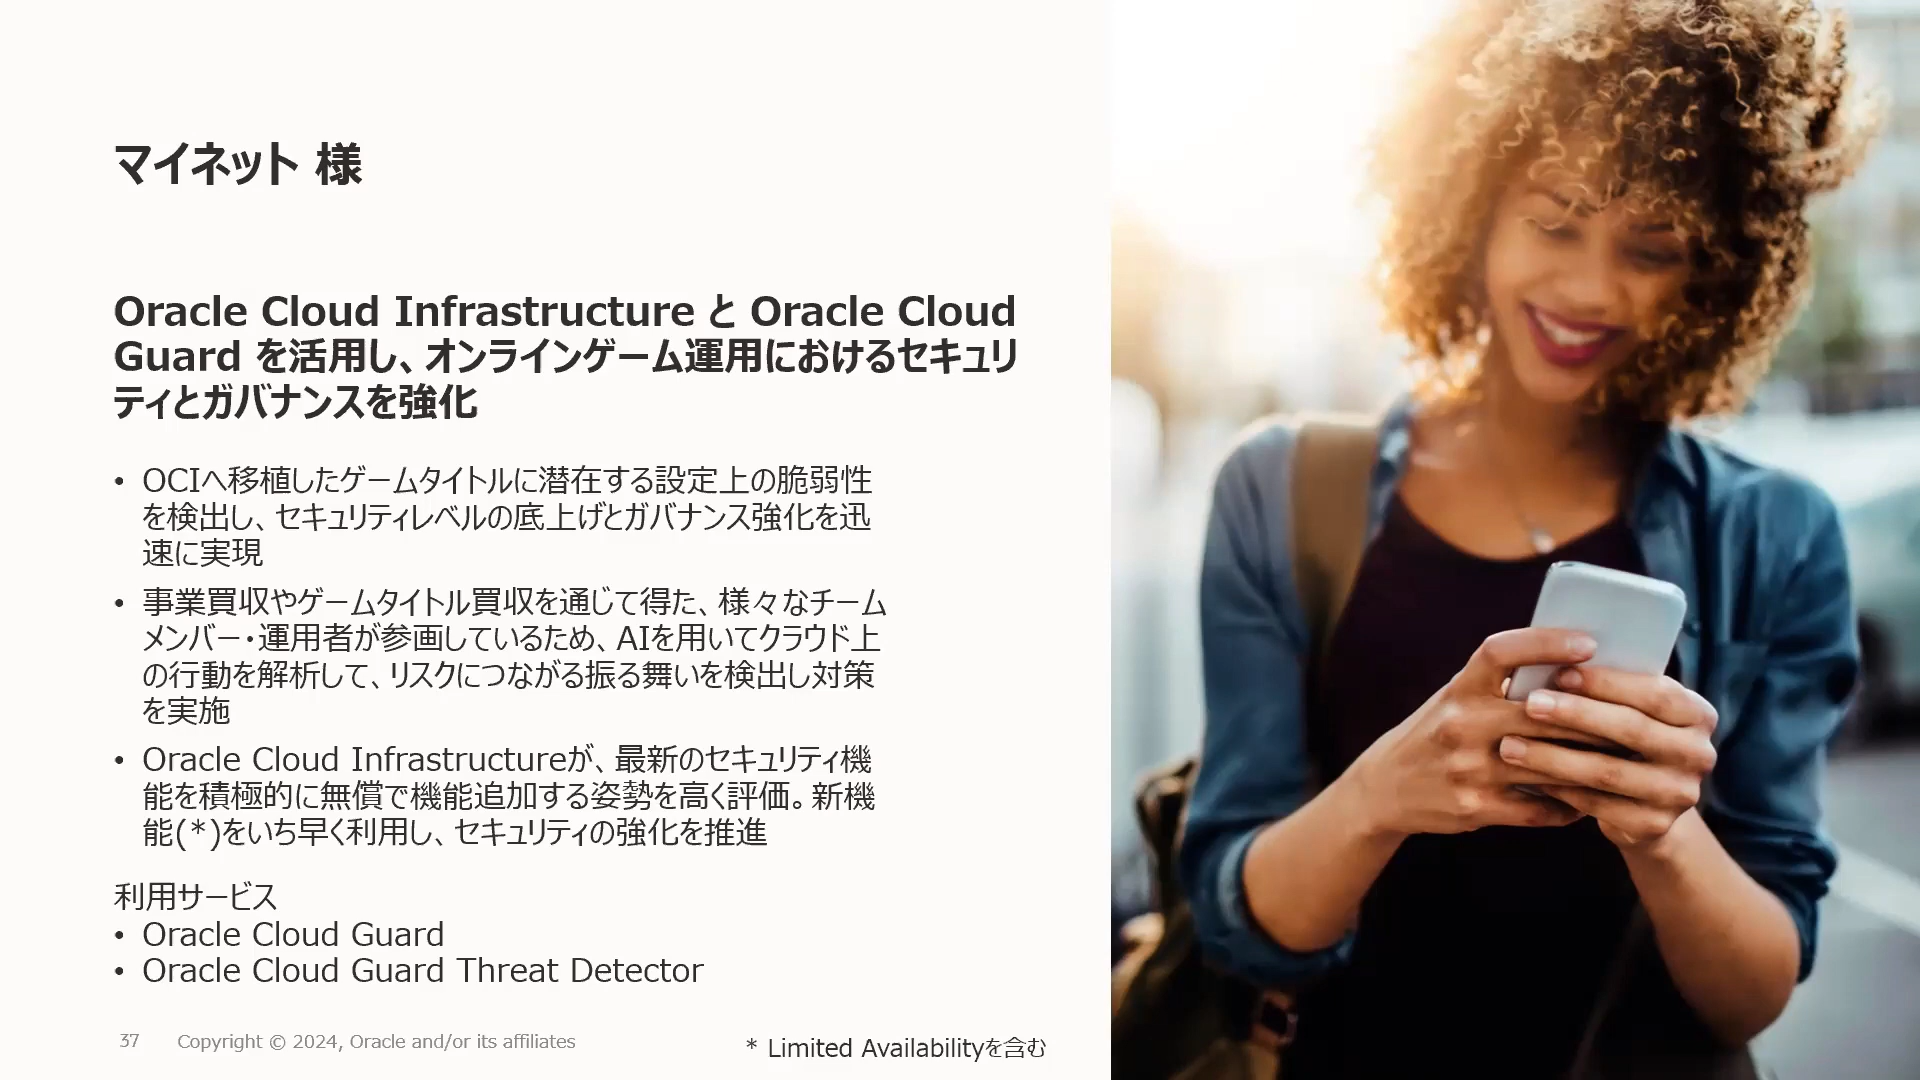 マイネット 様
Oracle Cloud Infrastructure と Oracle Cloud
Guard を活用し、オンラインゲーム運用におけるセキュリ
ティとガバナンスを強化
• OCIへ移植したゲームタイトルに潜在する設定上の脆弱性
を検出し、セキュリティレベルの底上げとガバナンス強化を迅
速に実現
• 事業買収やゲームタイトル買収を通じて得た、様々なチーム
メンバー・運用者が参画しているため、AIを用いてクラウド上
の行動を解析して、リスクにつながる振る舞いを検出し対策
を実施
• Oracle Cloud Infrastructureが、最新のセキュリティ機
能を積極的に無償で機能追加する姿勢を高く評価。新機
能(*)をいち早く利用し、セキュリティの強化を推進
利用サービス
• Oracle Cloud Guard
• Oracle Cloud Guard Threat Detector
37 Copyright © 2024, Oracle and/or its affiliates
* Limited Availabilityを含む